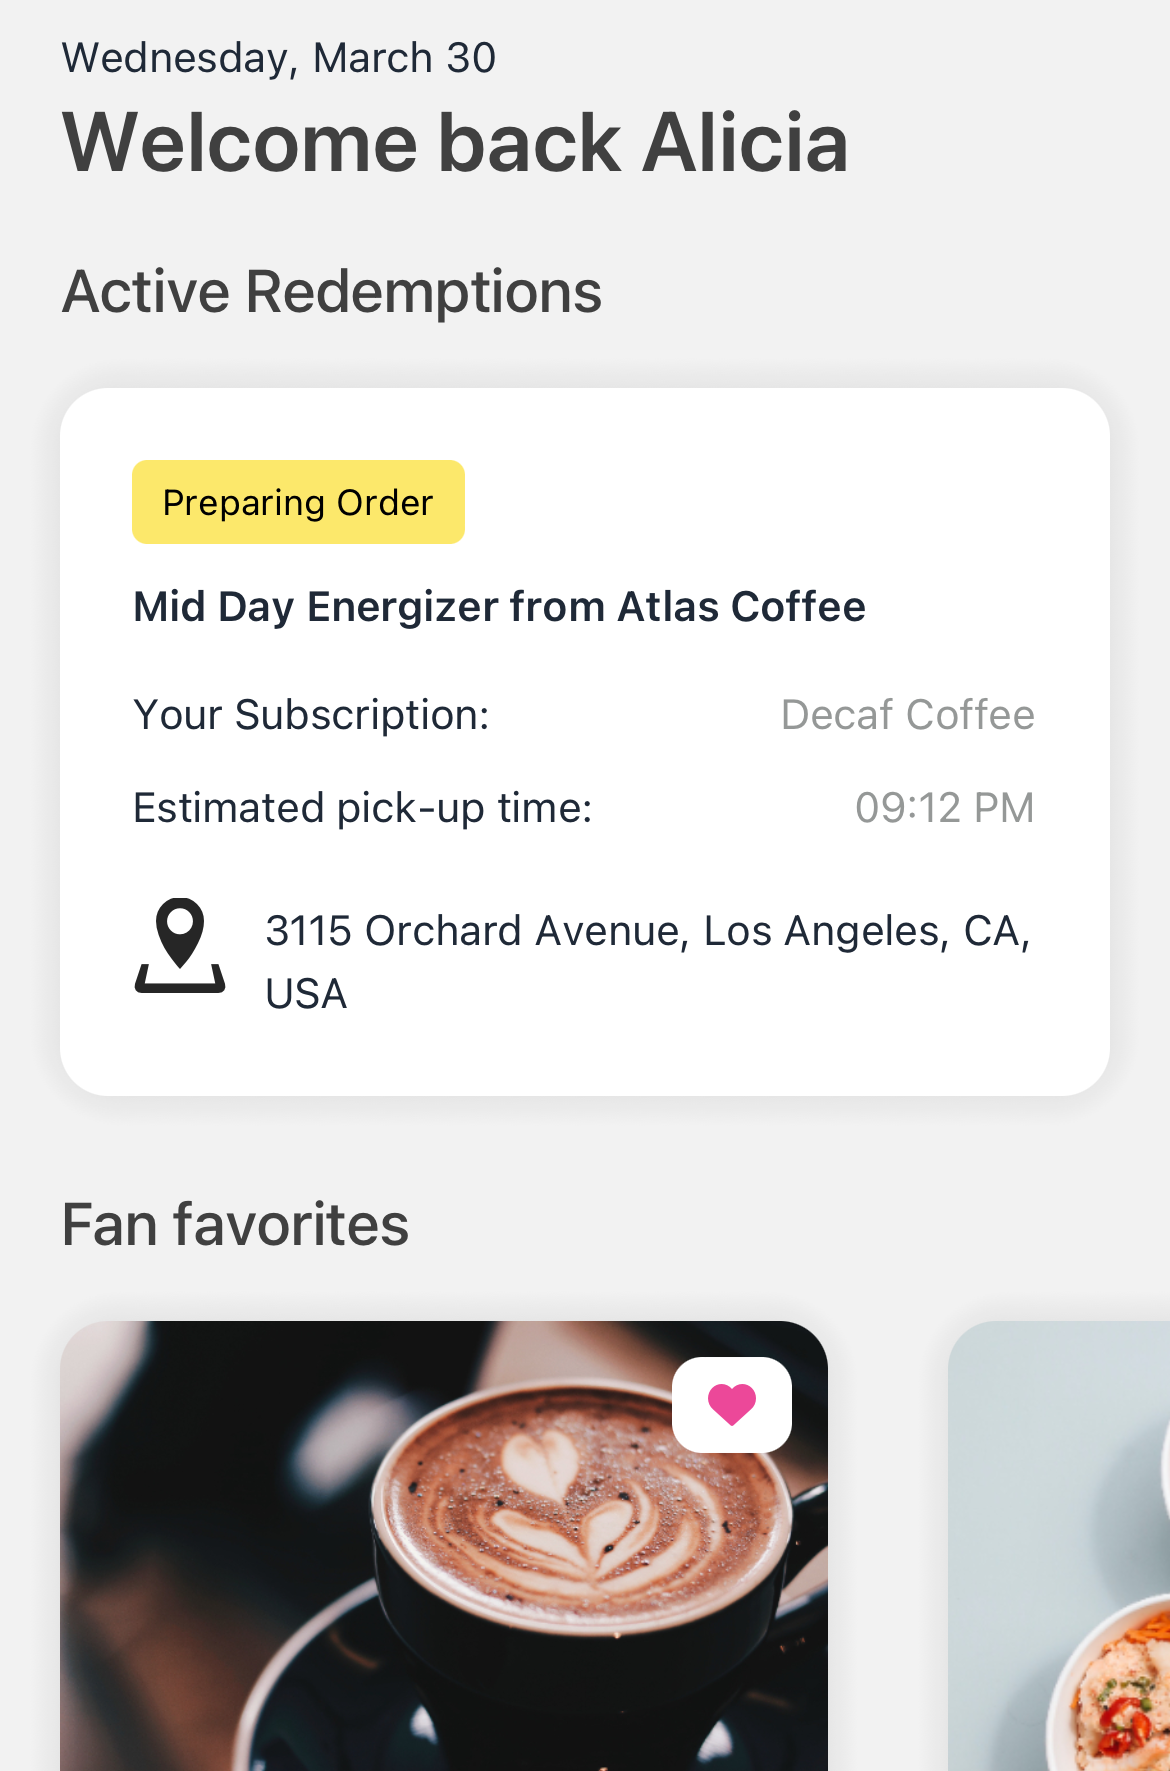 Wednesday, March 30
Welcome back Alicia
Active Redemptions
Preparing Order
Mid Day Energizer from Atlas Coffee
Your Subscription: Decaf Coffee
Estimated pick-up time: 09:12 PM
3115 Orchard Avenue, Los Angeles, CA,
USA
Fan favorites